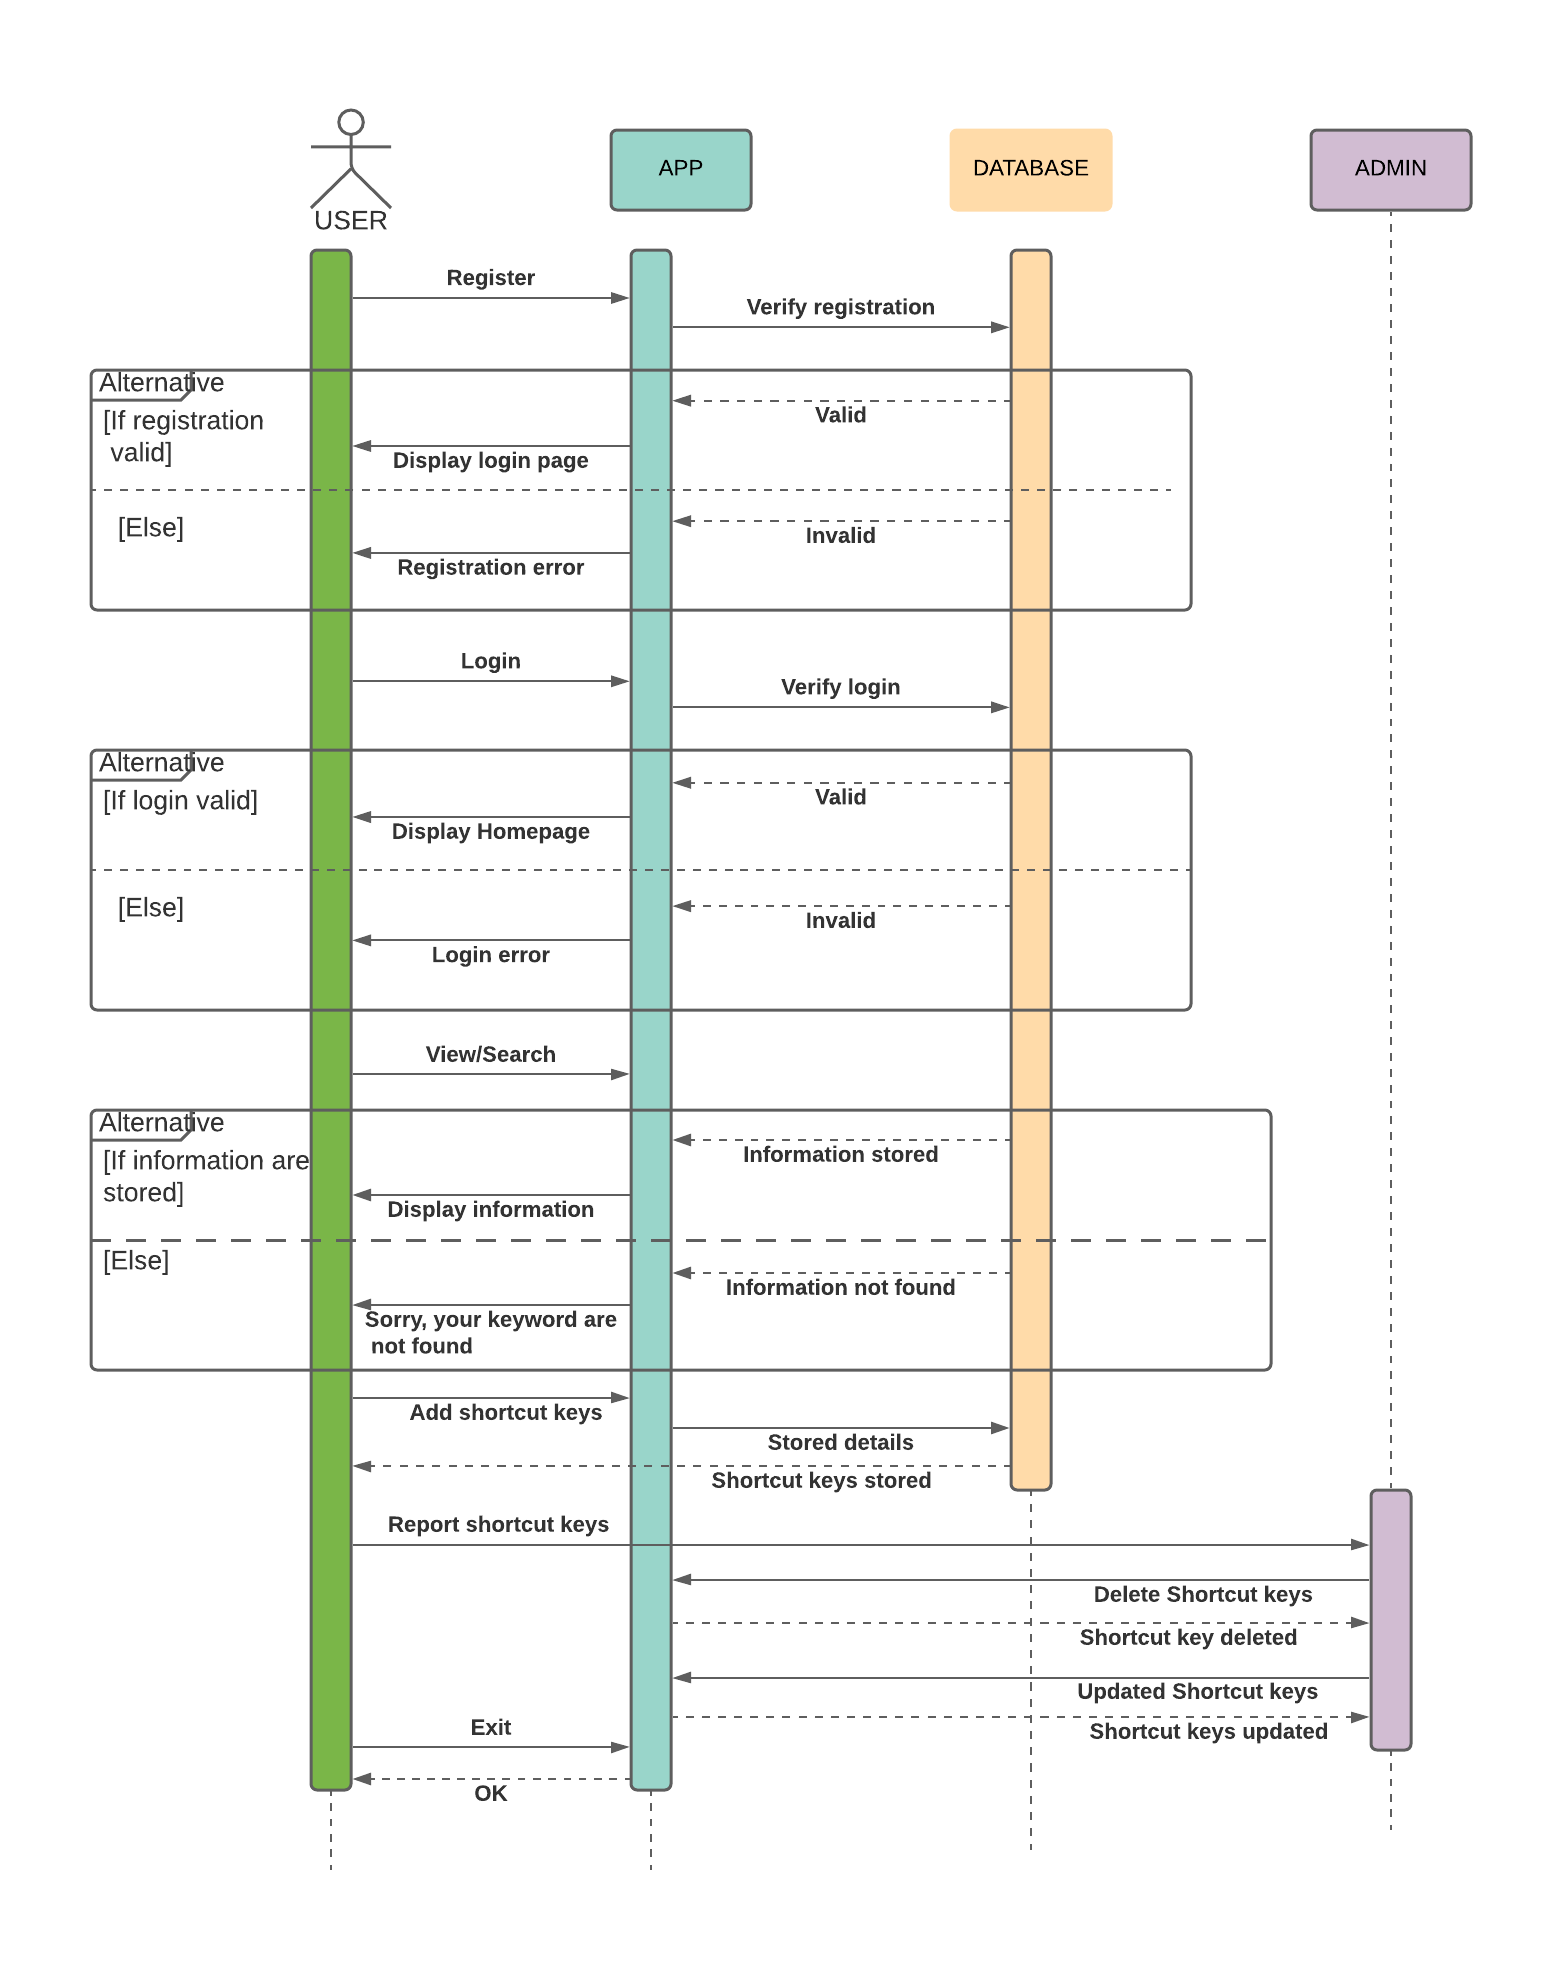 USER
APP
DATABASE
ADMIN
Register
Verify registration
Alternative
[If registration
valid]
Valid
Display login page
[Else]
Invalid
Registration error
Login
Verify login
Alternative
[If login valid]
Valid
Display Homepage
[Else]
Invalid
Login error
View/Search
Alternative
[If information are
stored]
Information stored
Display information
[Else]
Information not found
Sorry, your keyword are
not found
Add shortcut keys
Stored details
Shortcut keys stored
Report shortcut keys
Delete Shortcut keys
Shortcut key deleted
Updated Shortcut keys
Exit
Shortcut keys updated
OK